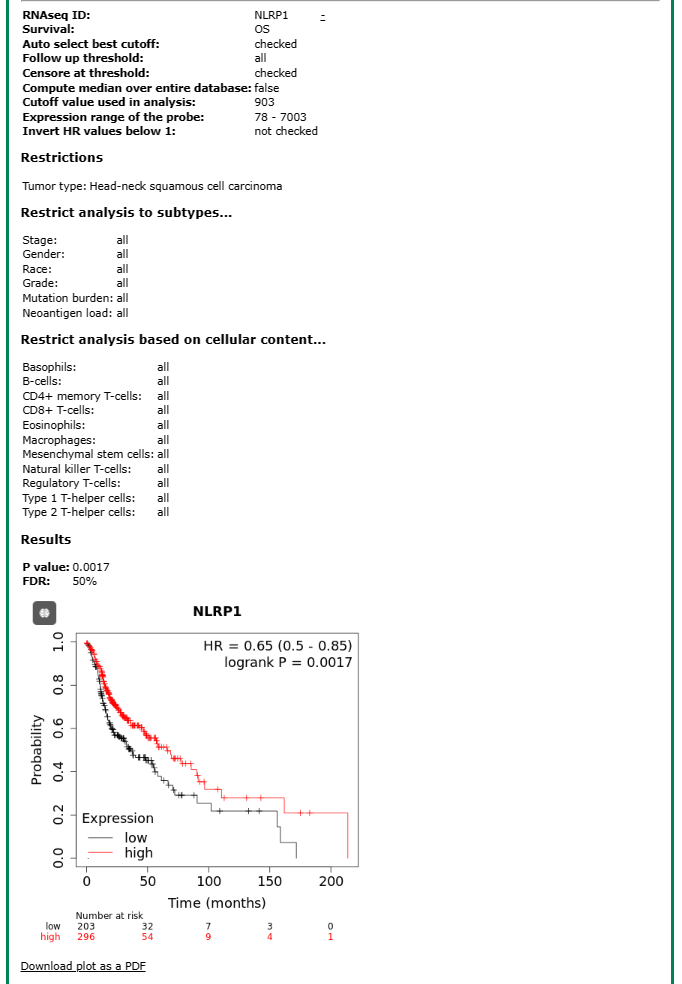 RNAseq ID: NLRP1 -
Survival: OS
Auto select best cutoff: checked
Follow up threshold: all
Censore at threshold: checked
Compute median over entire database: false
Cutoff value used in analysis: 903
Expression range of the probe: 78 - 7003
Invert HR values below 1: not checked
Restrictions
Tumor type: Head-neck squamous cell carcinoma
Restrict analysis to subtypes...
Stage: all
Gender: all
Race: all
Grade: all
Mutation burden: all
Neoantigen load: all
Restrict analysis based on cellular content...
Basophils: all
B-cells: all
CD4+ memory T-cells: all
CD8+ T-cells: all
Eosinophils: all
Macrophages: all
Mesenchymal stem cells: all
Natural killer T-cells: all
Regulatory T-cells: all
Type 1 T-helper cells: all
Type 2 T-helper cells: all
Results
P value: 0.0017
FDR: 50%
NLRP1
HR = 0.65 (0.5 - 0.85)
logrank P = 0.0017
1.0
0.8
0.6
0.4
0.2
0.0
Probability
Expression
low
high
0 50 100 150 200
Time (months)
Number at risk
low 203 32 7 3 0
high 296 54 9 4 1
Download plot as a PDF